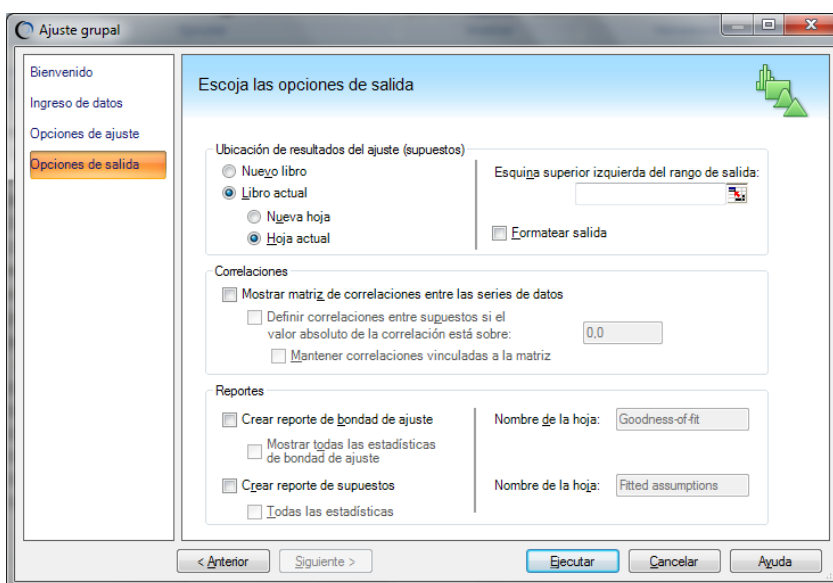 Ajuste grupal
Bienvenido
Ingreso de datos
Opciones de ajuste
Opciones de salida
Escoja las opciones de salida
Ubicación de resultados del ajuste (supuestos)
Nuevo libro
Libro actual
Nueva hoja
Hoja actual
Esquina superior izquierda del rango de salida:
Formatear salida
Correlaciones
Mostrar matriz de correlaciones entre las series de datos
Definir correlaciones entre supuestos si el
valor absoluto de la correlación está sobre:
0,0
Mantener correlaciones vinculadas a la matriz
Reportes
Crear reporte de bondad de ajuste
Nombre de la hoja:
Goodness-of-fit
Mostrar todas las estadísticas
de bondad de ajuste
Crear reporte de supuestos
Nombre de la hoja:
Fitted assumptions
Todas las estadísticas
< Anterior
Siguiente >
Ejecutar
Cancelar
Ayuda